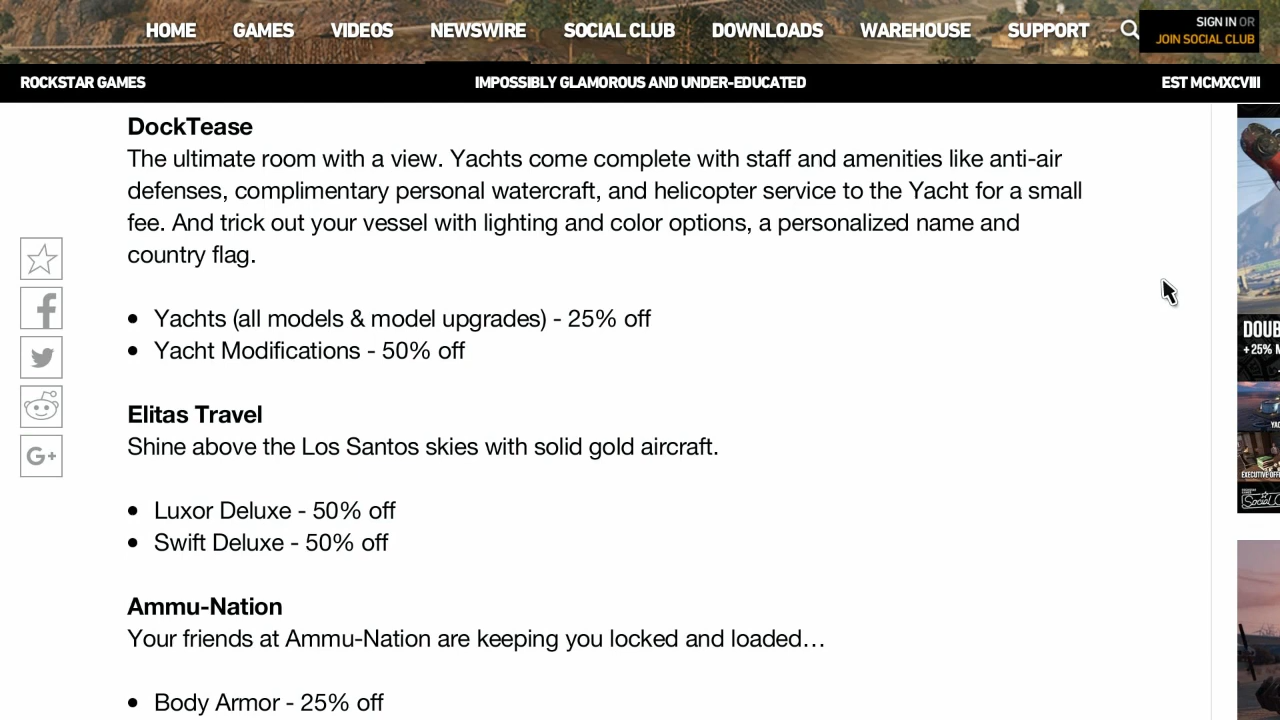 HOME GAMES VIDEOS NEWSWIRE SOCIAL CLUB DOWNLOADS WAREHOUSE SUPPORT
SIGN IN OR
JOIN SOCIAL CLUB
ROCKSTAR GAMES IMPOSSIBLY GLAMOROUS AND UNDER-EDUCATED EST MCMXCVIII
DockTease
The ultimate room with a view. Yachts come complete with staff and amenities like anti-air
defenses, complimentary personal watercraft, and helicopter service to the Yacht for a small
fee. And trick out your vessel with lighting and color options, a personalized name and
country flag.
• Yachts (all models & model upgrades) - 25% off
• Yacht Modifications - 50% off
Elitas Travel
Shine above the Los Santos skies with solid gold aircraft.
• Luxor Deluxe - 50% off
• Swift Deluxe - 50% off
Ammu-Nation
Your friends at Ammu-Nation are keeping you locked and loaded…
• Body Armor - 25% off
G+
DOUB
+25% M